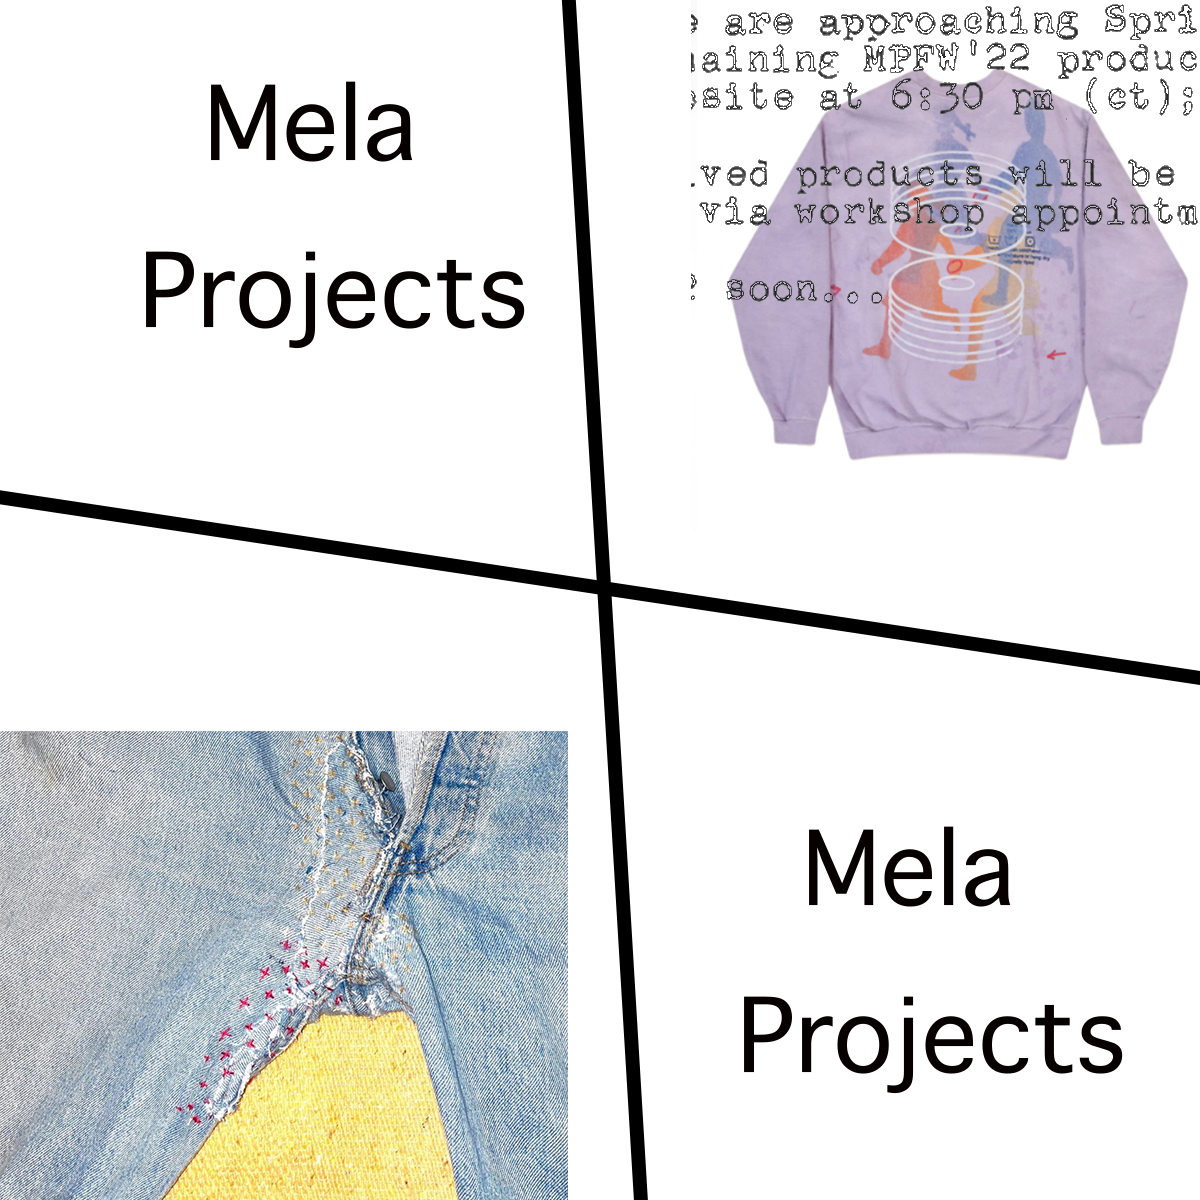 Mela
Projects
e are approaching Spri
aining MPFW'22 produc
site at 6:30 pm (ct);
ved products will be
via workshop appointm
soon...
Mela
Projects